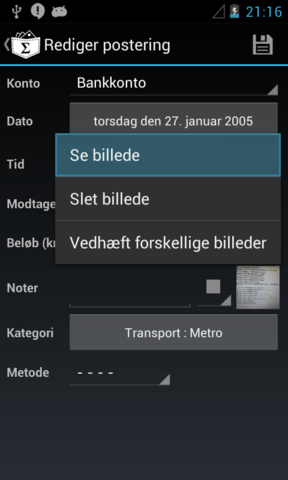 21:16
Rediger postering
Konto
Bankkonto
Dato
torsdag den 27. januar 2005
Tid
Se billede
Slet billede
Modtage
Vedhæft forskellige billeder
Beløb (k
Noter
Kategori
Transport : Metro
Metode
- - - -